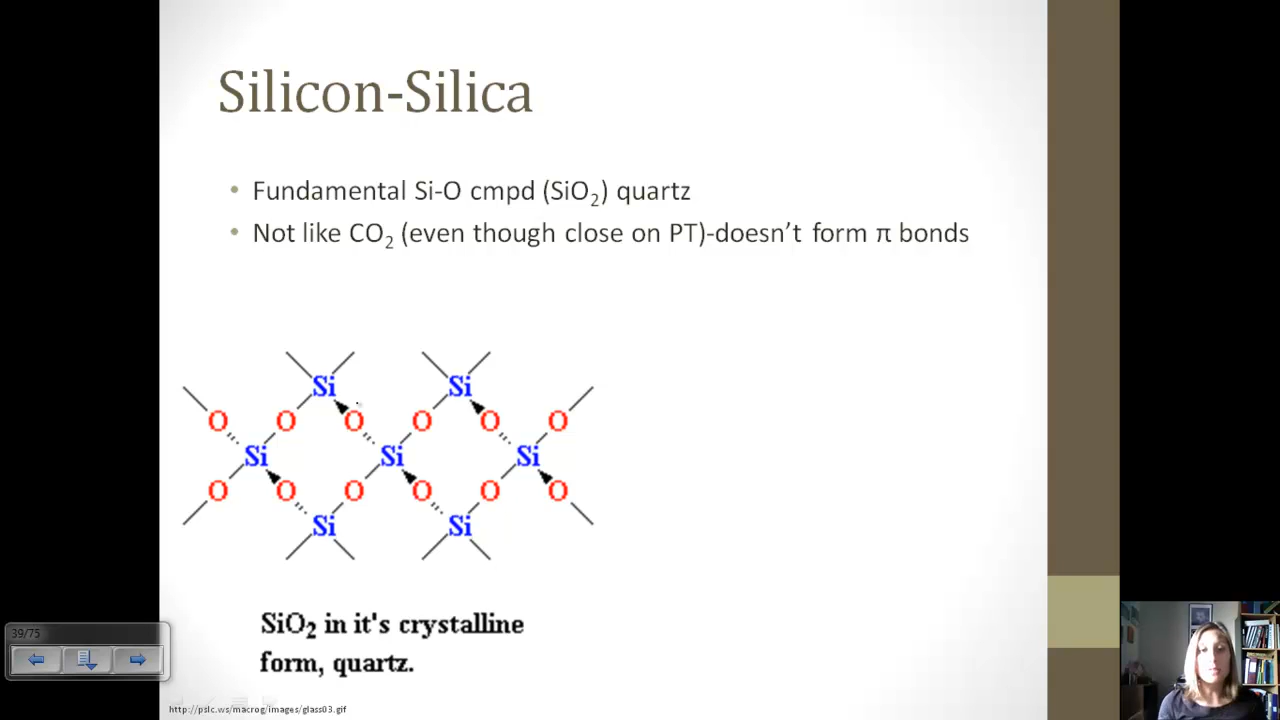 Silicon-Silica
• Fundamental Si-O cmpd (SiO₂) quartz
• Not like CO₂ (even though close on PT)-doesn't form π bonds
Si Si
O O O O O O
Si Si Si
O O O O O O
Si Si
SiO₂ in it's crystalline
form, quartz.
39/75
http://pslc.ws/macrog/images/glass03.gif